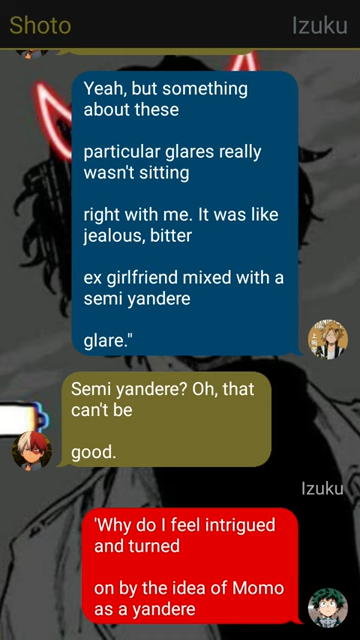 Shoto
Izuku
Yeah, but something
about these
particular glares really
wasn't sitting
right with me. It was like
jealous, bitter
ex girlfriend mixed with a
semi yandere
glare."
Semi yandere? Oh, that
can't be
good.
Izuku
'Why do I feel intrigued
and turned
on by the idea of Momo
as a yandere